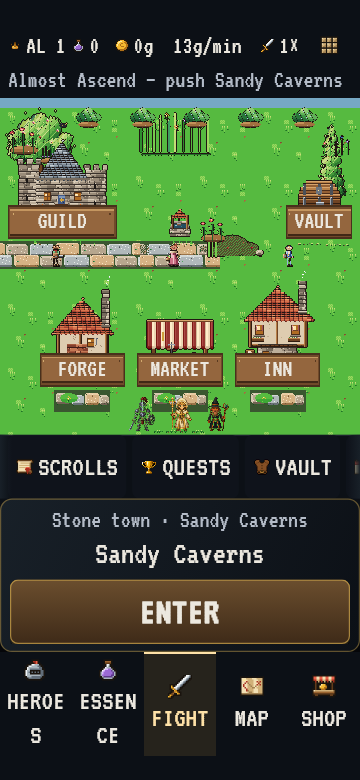 AL 1 0 0g 13g/min 1X
Almost Ascend – push Sandy Caverns
GUILD
VAULT
FORGE
MARKET
INN
SCROLLS QUESTS VAULT
Stone town · Sandy Caverns
Sandy Caverns
ENTER
HEROE
S
ESSEN
CE
FIGHT
MAP
SHOP